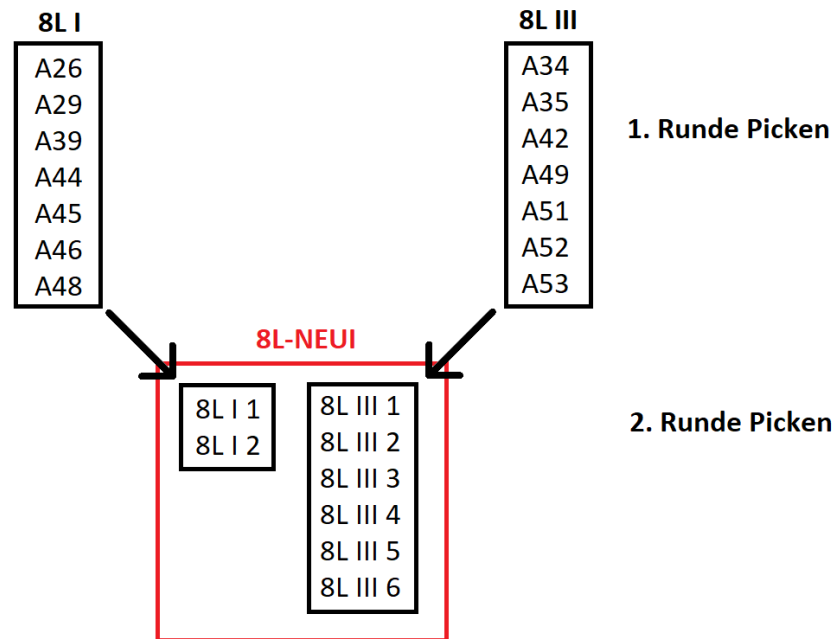 8L I
A26
A29
A39
A44
A45
A46
A48
8L III
A34
A35
A42
A49
A51
A52
A53
1. Runde Picken
8L-NEUI
8L I 1
8L I 2
8L III 1
8L III 2
8L III 3
8L III 4
8L III 5
8L III 6
2. Runde Picken